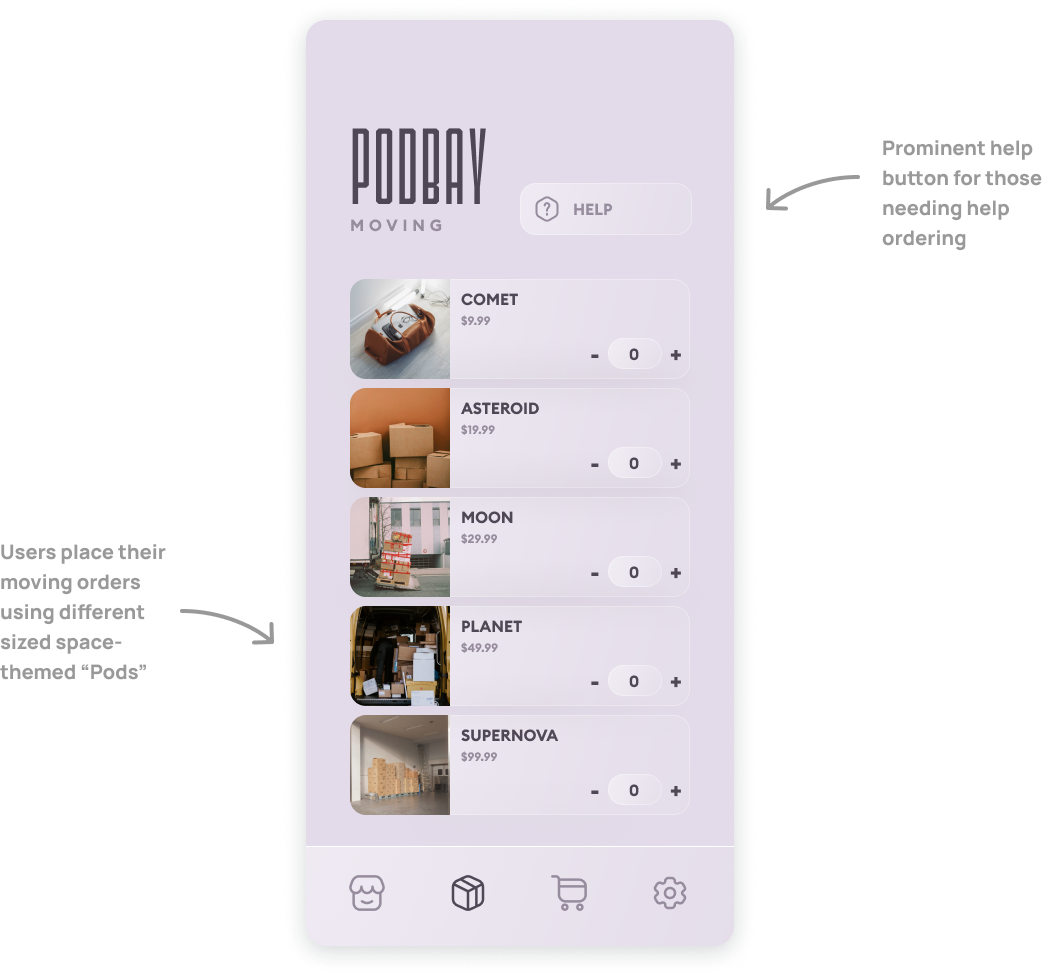 PODBAY
MOVING
HELP
Prominent help
button for those
needing help
ordering
COMET
$9.99
- 0 +
ASTEROID
$19.99
- 0 +
MOON
$29.99
- 0 +
Users place their
moving orders
using different
sized space-
themed “Pods”
PLANET
$49.99
- 0 +
SUPERNOVA
$99.99
- 0 +